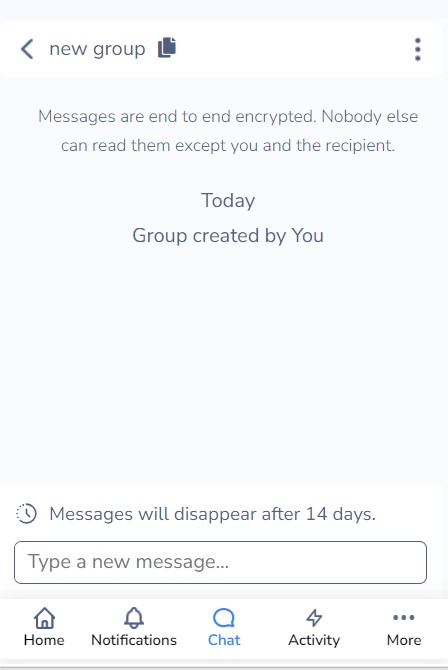 new group
Messages are end to end encrypted. Nobody else
can read them except you and the recipient.
Today
Group created by You
Messages will disappear after 14 days.
Type a new message...
Home Notifications Chat Activity More